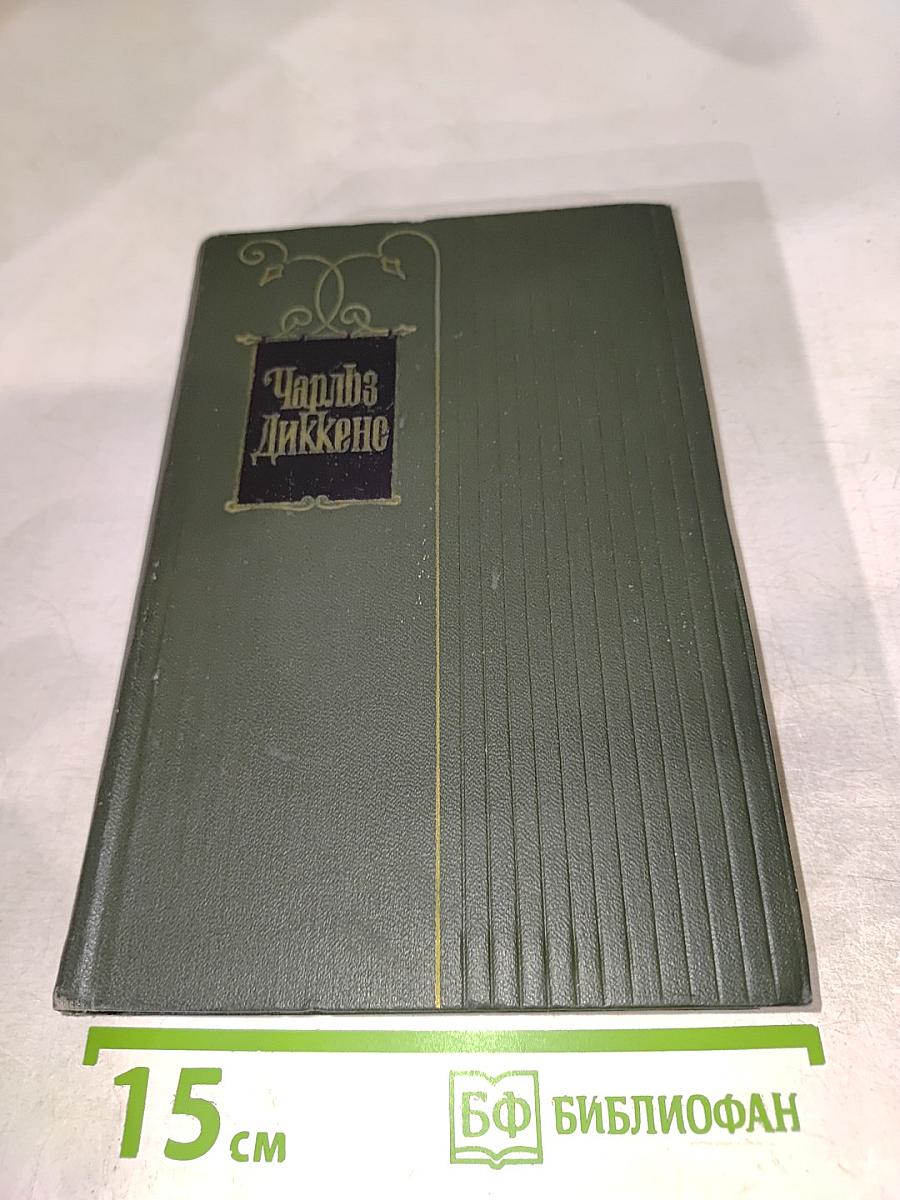 Чарльз
Диккенс
15 см
БФ БИБЛИОФАН